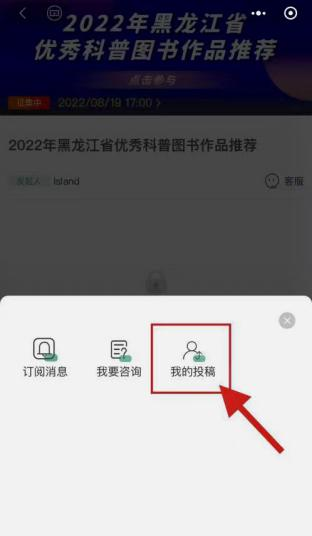 2022年黑龙江省
优秀科普图书作品推荐
点击参与
征集中 2022/08/19 17:00
2022年黑龙江省优秀科普图书作品推荐
发起人 Island 客服
订阅消息 我要咨询 我的投稿